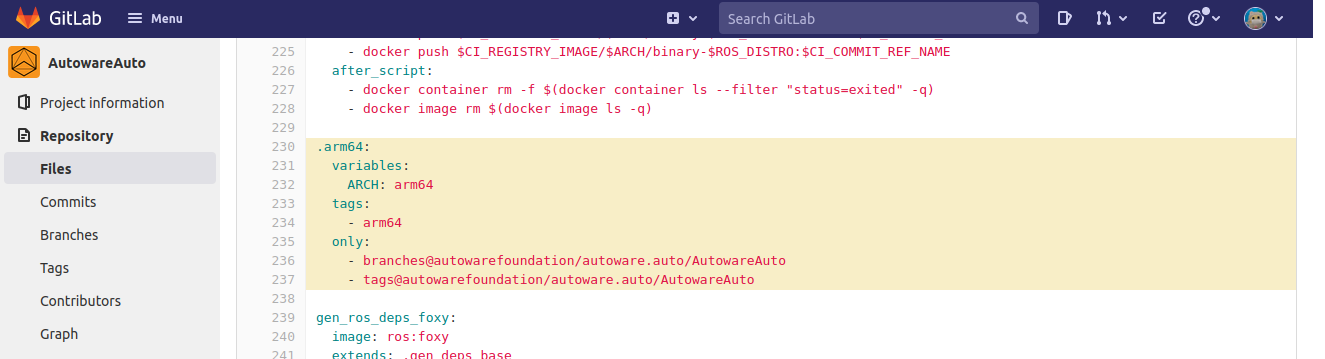 GitLab
Menu
Search GitLab
AutowareAuto
Project information
Repository
Files
Commits
Branches
Tags
Contributors
Graph
225 - docker push $CI_REGISTRY_IMAGE/$ARCH/binary-$ROS_DISTRO:$CI_COMMIT_REF_NAME
226 after_script:
227 - docker container rm -f $(docker container ls --filter "status=exited" -q)
228 - docker image rm $(docker image ls -q)
229
230 .arm64:
231 variables:
232 ARCH: arm64
233 tags:
234 - arm64
235 only:
236 - branches@autowarefoundation/autoware.auto/AutowareAuto
237 - tags@autowarefoundation/autoware.auto/AutowareAuto
238
239 gen_ros_deps_foxy:
240 image: ros:foxy
241 extends: .gen_deps_base